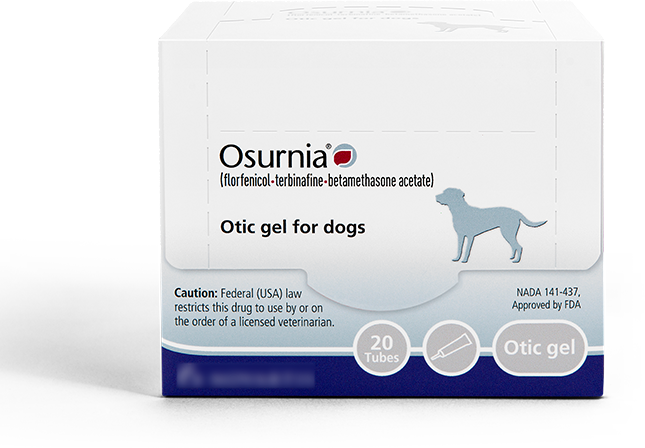 Osurnia®
(florfenicol•terbinafine•betamethasone acetate)
Otic gel for dogs
Caution: Federal (USA) law
restricts this drug to use by or on
the order of a licensed veterinarian.
NADA 141-437,
Approved by FDA
20
Tubes
Otic gel